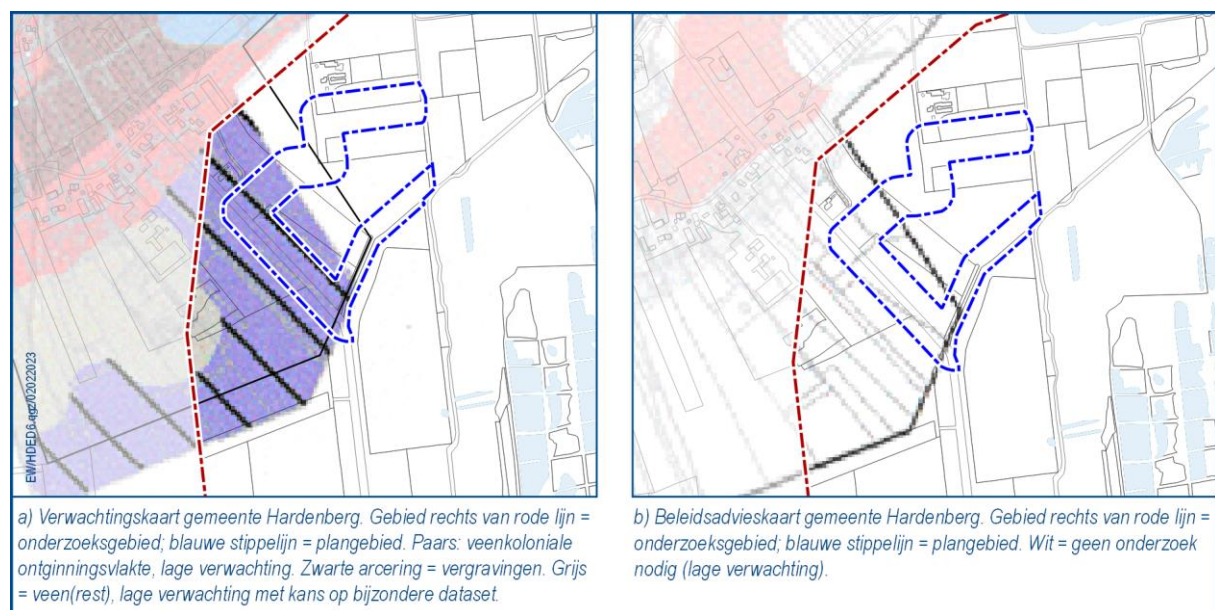 EW/HDED6.qgz/02022023
a) Verwachtingskaart gemeente Hardenberg. Gebied rechts van rode lijn =
onderzoeksgebied; blauwe stippelijn = plangebied. Paars: veenkoloniale
ontginningsvlakte, lage verwachting. Zwarte arcering = vergravingen. Grijs
= veen(rest), lage verwachting met kans op bijzondere dataset.
b) Beleidsadvieskaart gemeente Hardenberg. Gebied rechts van rode lijn =
onderzoeksgebied; blauwe stippelijn = plangebied. Wit = geen onderzoek
nodig (lage verwachting).